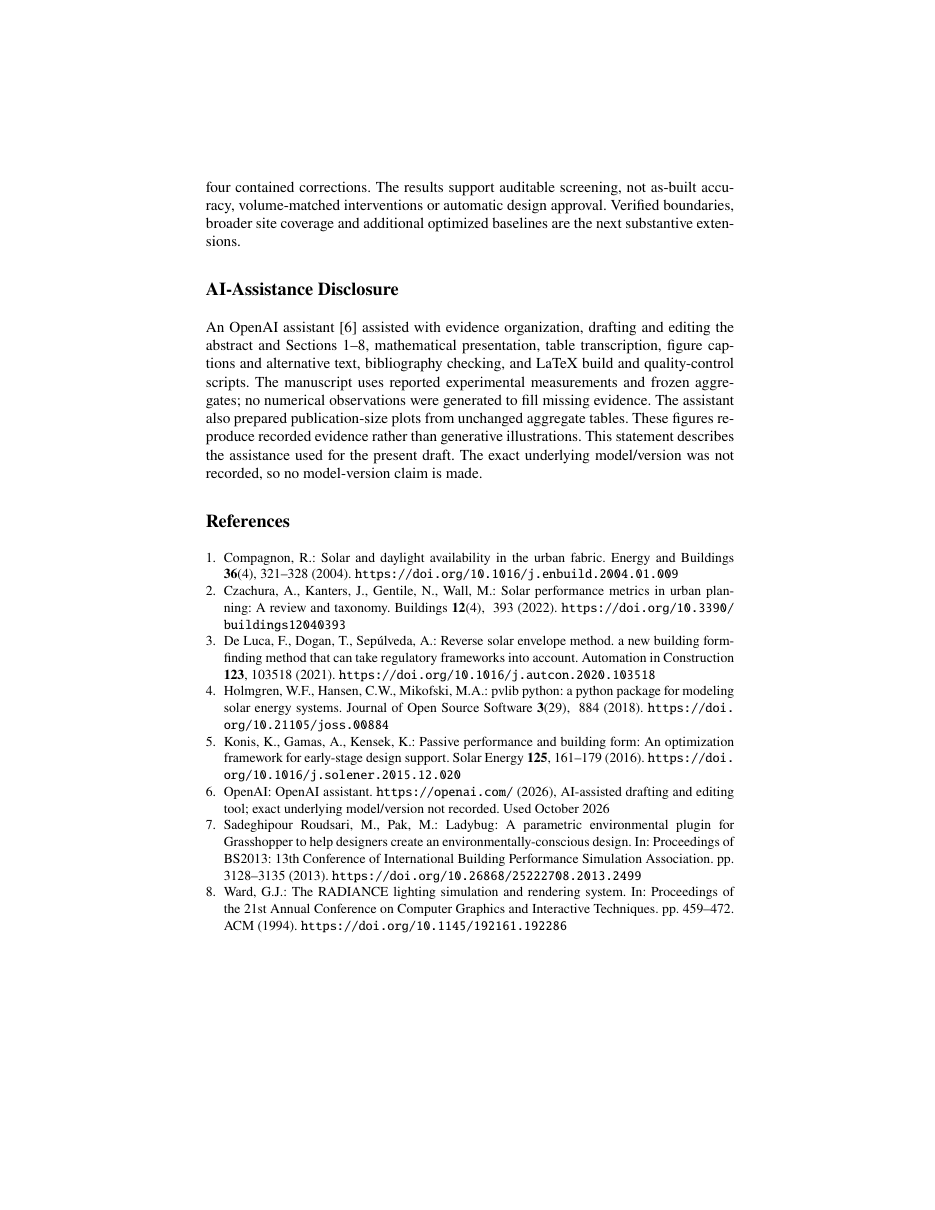 four contained corrections. The results support auditable screening, not as-built accu-
racy, volume-matched interventions or automatic design approval. Verified boundaries,
broader site coverage and additional optimized baselines are the next substantive exten-
sions.
AI-Assistance Disclosure
An OpenAI assistant [6] assisted with evidence organization, drafting and editing the
abstract and Sections 1–8, mathematical presentation, table transcription, figure cap-
tions and alternative text, bibliography checking, and LaTeX build and quality-control
scripts. The manuscript uses reported experimental measurements and frozen aggre-
gates; no numerical observations were generated to fill missing evidence. The assistant
also prepared publication-size plots from unchanged aggregate tables. These figures re-
produce recorded evidence rather than generative illustrations. This statement describes
the assistance used for the present draft. The exact underlying model/version was not
recorded, so no model-version claim is made.
References
1. Compagnon, R.: Solar and daylight availability in the urban fabric. Energy and Buildings
36(4), 321–328 (2004). https://doi.org/10.1016/j.enbuild.2004.01.009
2. Czachura, A., Kanters, J., Gentile, N., Wall, M.: Solar performance metrics in urban plan-
ning: A review and taxonomy. Buildings 12(4), 393 (2022). https://doi.org/10.3390/
buildings12040393
3. De Luca, F., Dogan, T., Sepúlveda, A.: Reverse solar envelope method. a new building form-
finding method that can take regulatory frameworks into account. Automation in Construction
123, 103518 (2021). https://doi.org/10.1016/j.autcon.2020.103518
4. Holmgren, W.F., Hansen, C.W., Mikofski, M.A.: pvlib python: a python package for modeling
solar energy systems. Journal of Open Source Software 3(29), 884 (2018). https://doi.
org/10.21105/joss.00884
5. Konis, K., Gamas, A., Kensek, K.: Passive performance and building form: An optimization
framework for early-stage design support. Solar Energy 125, 161–179 (2016). https://doi.
org/10.1016/j.solener.2015.12.020
6. OpenAI: OpenAI assistant. https://openai.com/ (2026), AI-assisted drafting and editing
tool; exact underlying model/version not recorded. Used October 2026
7. Sadeghipour Roudsari, M., Pak, M.: Ladybug: A parametric environmental plugin for
Grasshopper to help designers create an environmentally-conscious design. In: Proceedings of
BS2013: 13th Conference of International Building Performance Simulation Association. pp.
3128–3135 (2013). https://doi.org/10.26868/25222708.2013.2499
8. Ward, G.J.: The RADIANCE lighting simulation and rendering system. In: Proceedings of
the 21st Annual Conference on Computer Graphics and Interactive Techniques. pp. 459–472.
ACM (1994). https://doi.org/10.1145/192161.192286